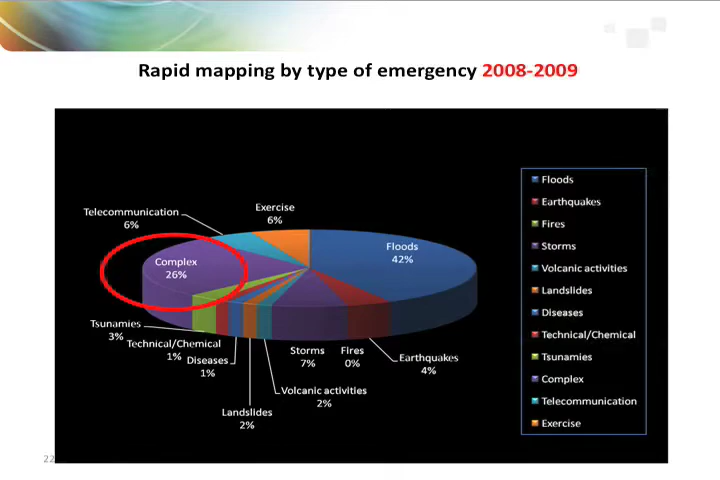 Rapid mapping by type of emergency 2008-2009
Telecommunication
6%
Exercise
6%
Floods
42%
Complex
26%
Tsunamies
3%
Technical/Chemical
1%
Diseases
1%
Landslides
2%
Volcanic activities
2%
Storms
7%
Fires
0%
Earthquakes
4%
Floods
Earthquakes
Fires
Storms
Volcanic activities
Landslides
Diseases
Technical/Chemical
Tsunamies
Complex
Telecommunication
Exercise
22